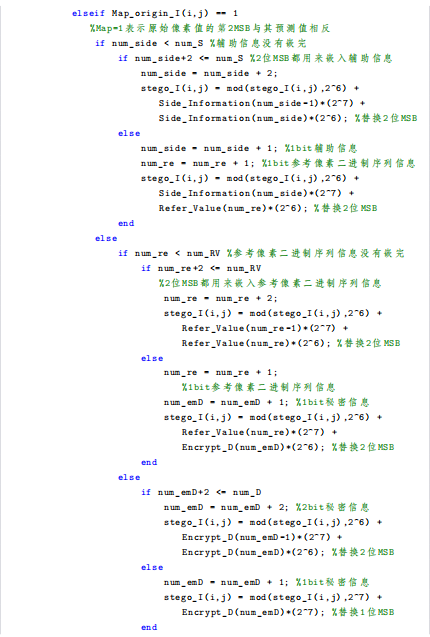 elseif Map_origin_I(i,j) == 1
%Map=1表示原始像素值的第2MSB与其预测值相反
if num_side < num_S %辅助信息没有嵌完
if num_side+2 <= num_S %2位MSB都用来嵌入辅助信息
num_side = num_side + 2;
stego_I(i,j) = mod(stego_I(i,j),2^6) +
Side_Information(num_side-1)*(2^7) +
Side_Information(num_side)*(2^6); %替换2位MSB
else
num_side = num_side + 1; %1bit辅助信息
num_re = num_re + 1; %1bit参考像素二进制序列信息
stego_I(i,j) = mod(stego_I(i,j),2^6) +
Side_Information(num_side)*(2^7) +
Refer_Value(num_re)*(2^6); %替换2位MSB
end
else
if num_re < num_RV %参考像素二进制序列信息没有嵌完
if num_re+2 <= num_RV
%2位MSB都用来嵌入参考像素二进制序列信息
num_re = num_re + 2;
stego_I(i,j) = mod(stego_I(i,j),2^6) +
Refer_Value(num_re-1)*(2^7) +
Refer_Value(num_re)*(2^6); %替换2位MSB
else
num_re = num_re + 1;
%1bit参考像素二进制序列信息
num_emD = num_emD + 1; %1bit秘密信息
stego_I(i,j) = mod(stego_I(i,j),2^6) +
Refer_Value(num_re)*(2^7) +
Encrypt_D(num_emD)*(2^6); %替换2位MSB
end
else
if num_emD+2 <= num_D
num_emD = num_emD + 2; %2bit秘密信息
stego_I(i,j) = mod(stego_I(i,j),2^6) +
Encrypt_D(num_emD-1)*(2^7) +
Encrypt_D(num_emD)*(2^6); %替换2位MSB
else
num_emD = num_emD + 1; %1bit秘密信息
stego_I(i,j) = mod(stego_I(i,j),2^7) +
Encrypt_D(num_emD)*(2^7); %替换1位MSB
end